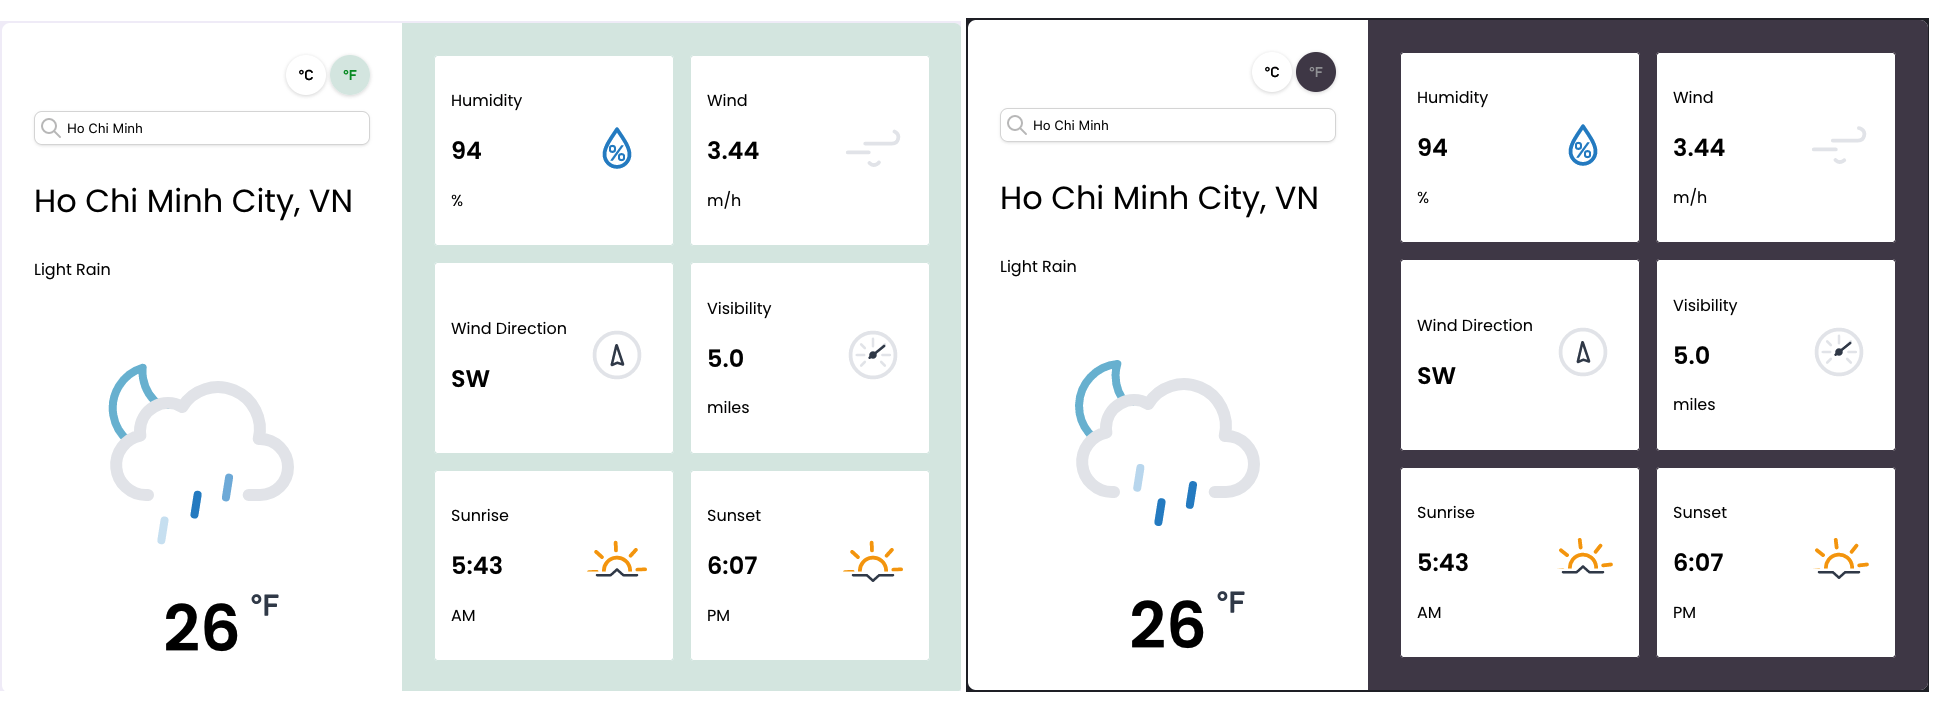 °C °F
Ho Chi Minh
Ho Chi Minh City, VN
Light Rain
26 °F
Humidity
94
%
Wind
3.44
m/h
Wind Direction
SW
Visibility
5.0
miles
Sunrise
5:43
AM
Sunset
6:07
PM
°C °F
Ho Chi Minh
Ho Chi Minh City, VN
Light Rain
26 °F
Humidity
94
%
Wind
3.44
m/h
Wind Direction
SW
Visibility
5.0
miles
Sunrise
5:43
AM
Sunset
6:07
PM